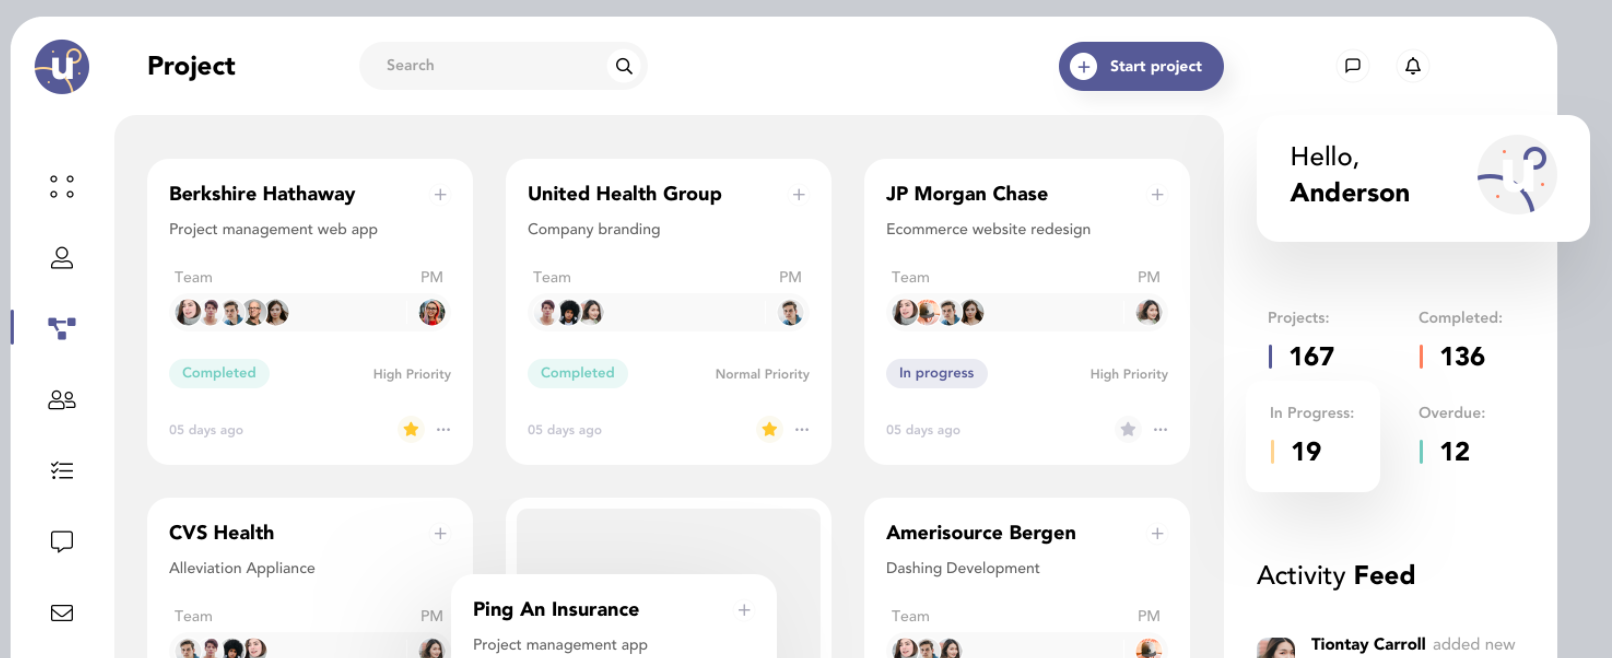 u
Project
Search
Start project
Berkshire Hathaway
Project management web app
Team PM
Completed High Priority
05 days ago
United Health Group
Company branding
Team PM
Completed Normal Priority
05 days ago
JP Morgan Chase
Ecommerce website redesign
Team PM
In progress High Priority
05 days ago
CVS Health
Alleviation Appliance
Team PM
Ping An Insurance
Project management app
Amerisource Bergen
Dashing Development
Team PM
Hello,
Anderson
u
Projects: Completed:
167 136
In Progress: Overdue:
19 12
Activity Feed
Tiontay Carroll added new